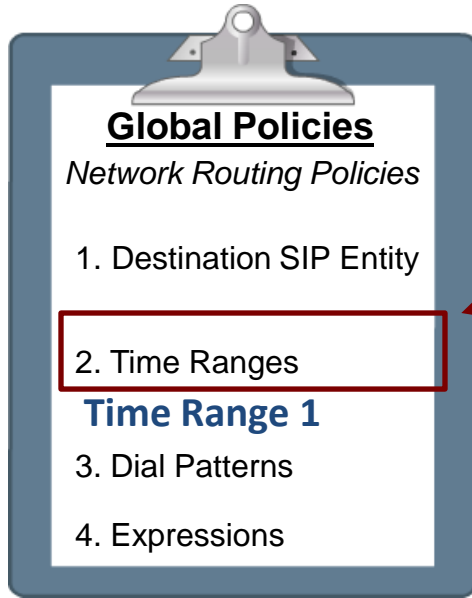 Global Policies
Network Routing Policies
1. Destination SIP Entity
2. Time Ranges
Time Range 1
3. Dial Patterns
4. Expressions